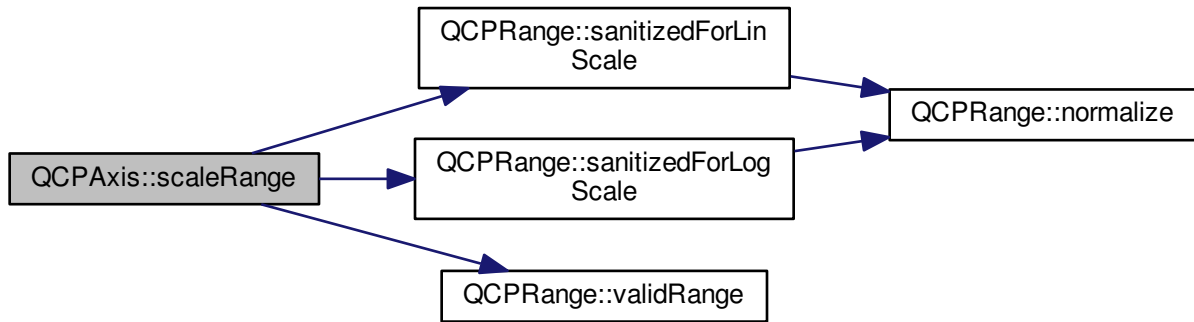 QCPRange::sanitizedForLin
Scale
QCPRange::normalize
QCPAxis::scaleRange
QCPRange::sanitizedForLog
Scale
QCPRange::validRange